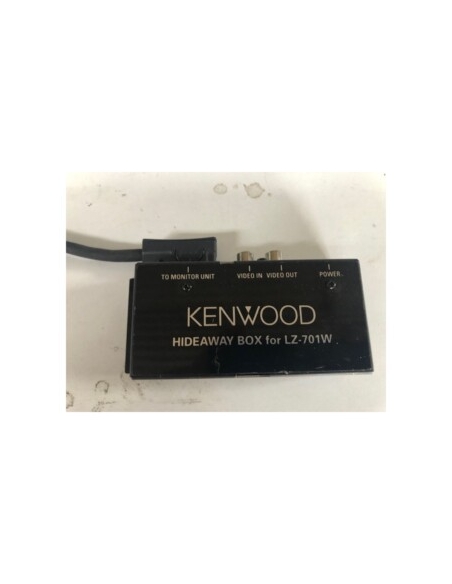 TO MONITOR UNIT VIDEO IN VIDEO OUT POWER
KENWOOD
HIDEAWAY BOX for LZ-701W